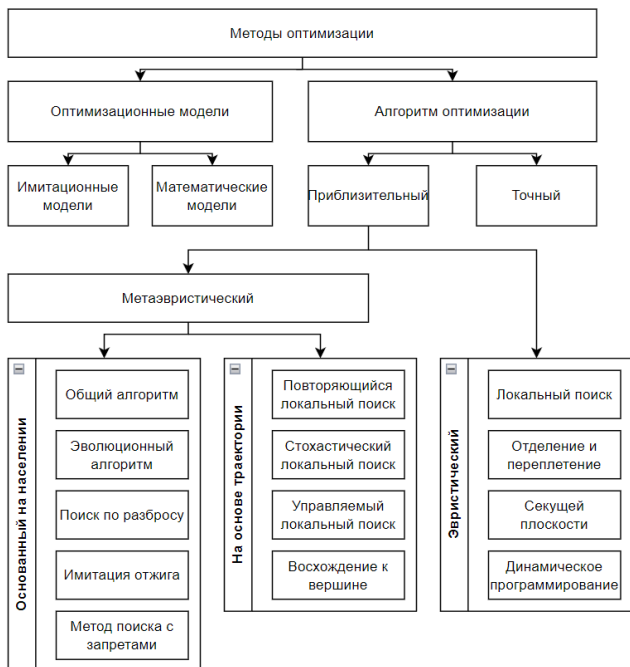 Методы оптимизации
Оптимизационные модели
Алгоритм оптимизации
Имитационные
модели
Математические
модели
Приблизительный
Точный
Метаэвристический
Основанный на населении
Общий алгоритм
Эволюционный
алгоритм
Поиск по разбросу
Имитация отжига
Метод поиска с
запретами
На основе траектории
Повторяющийся
локальный поиск
Стохастический
локальный поиск
Управляемый
локальный поиск
Восхождение к
вершине
Эвристический
Локальный поиск
Отделение и
переплетение
Секущей
плоскости
Динамическое
программирование